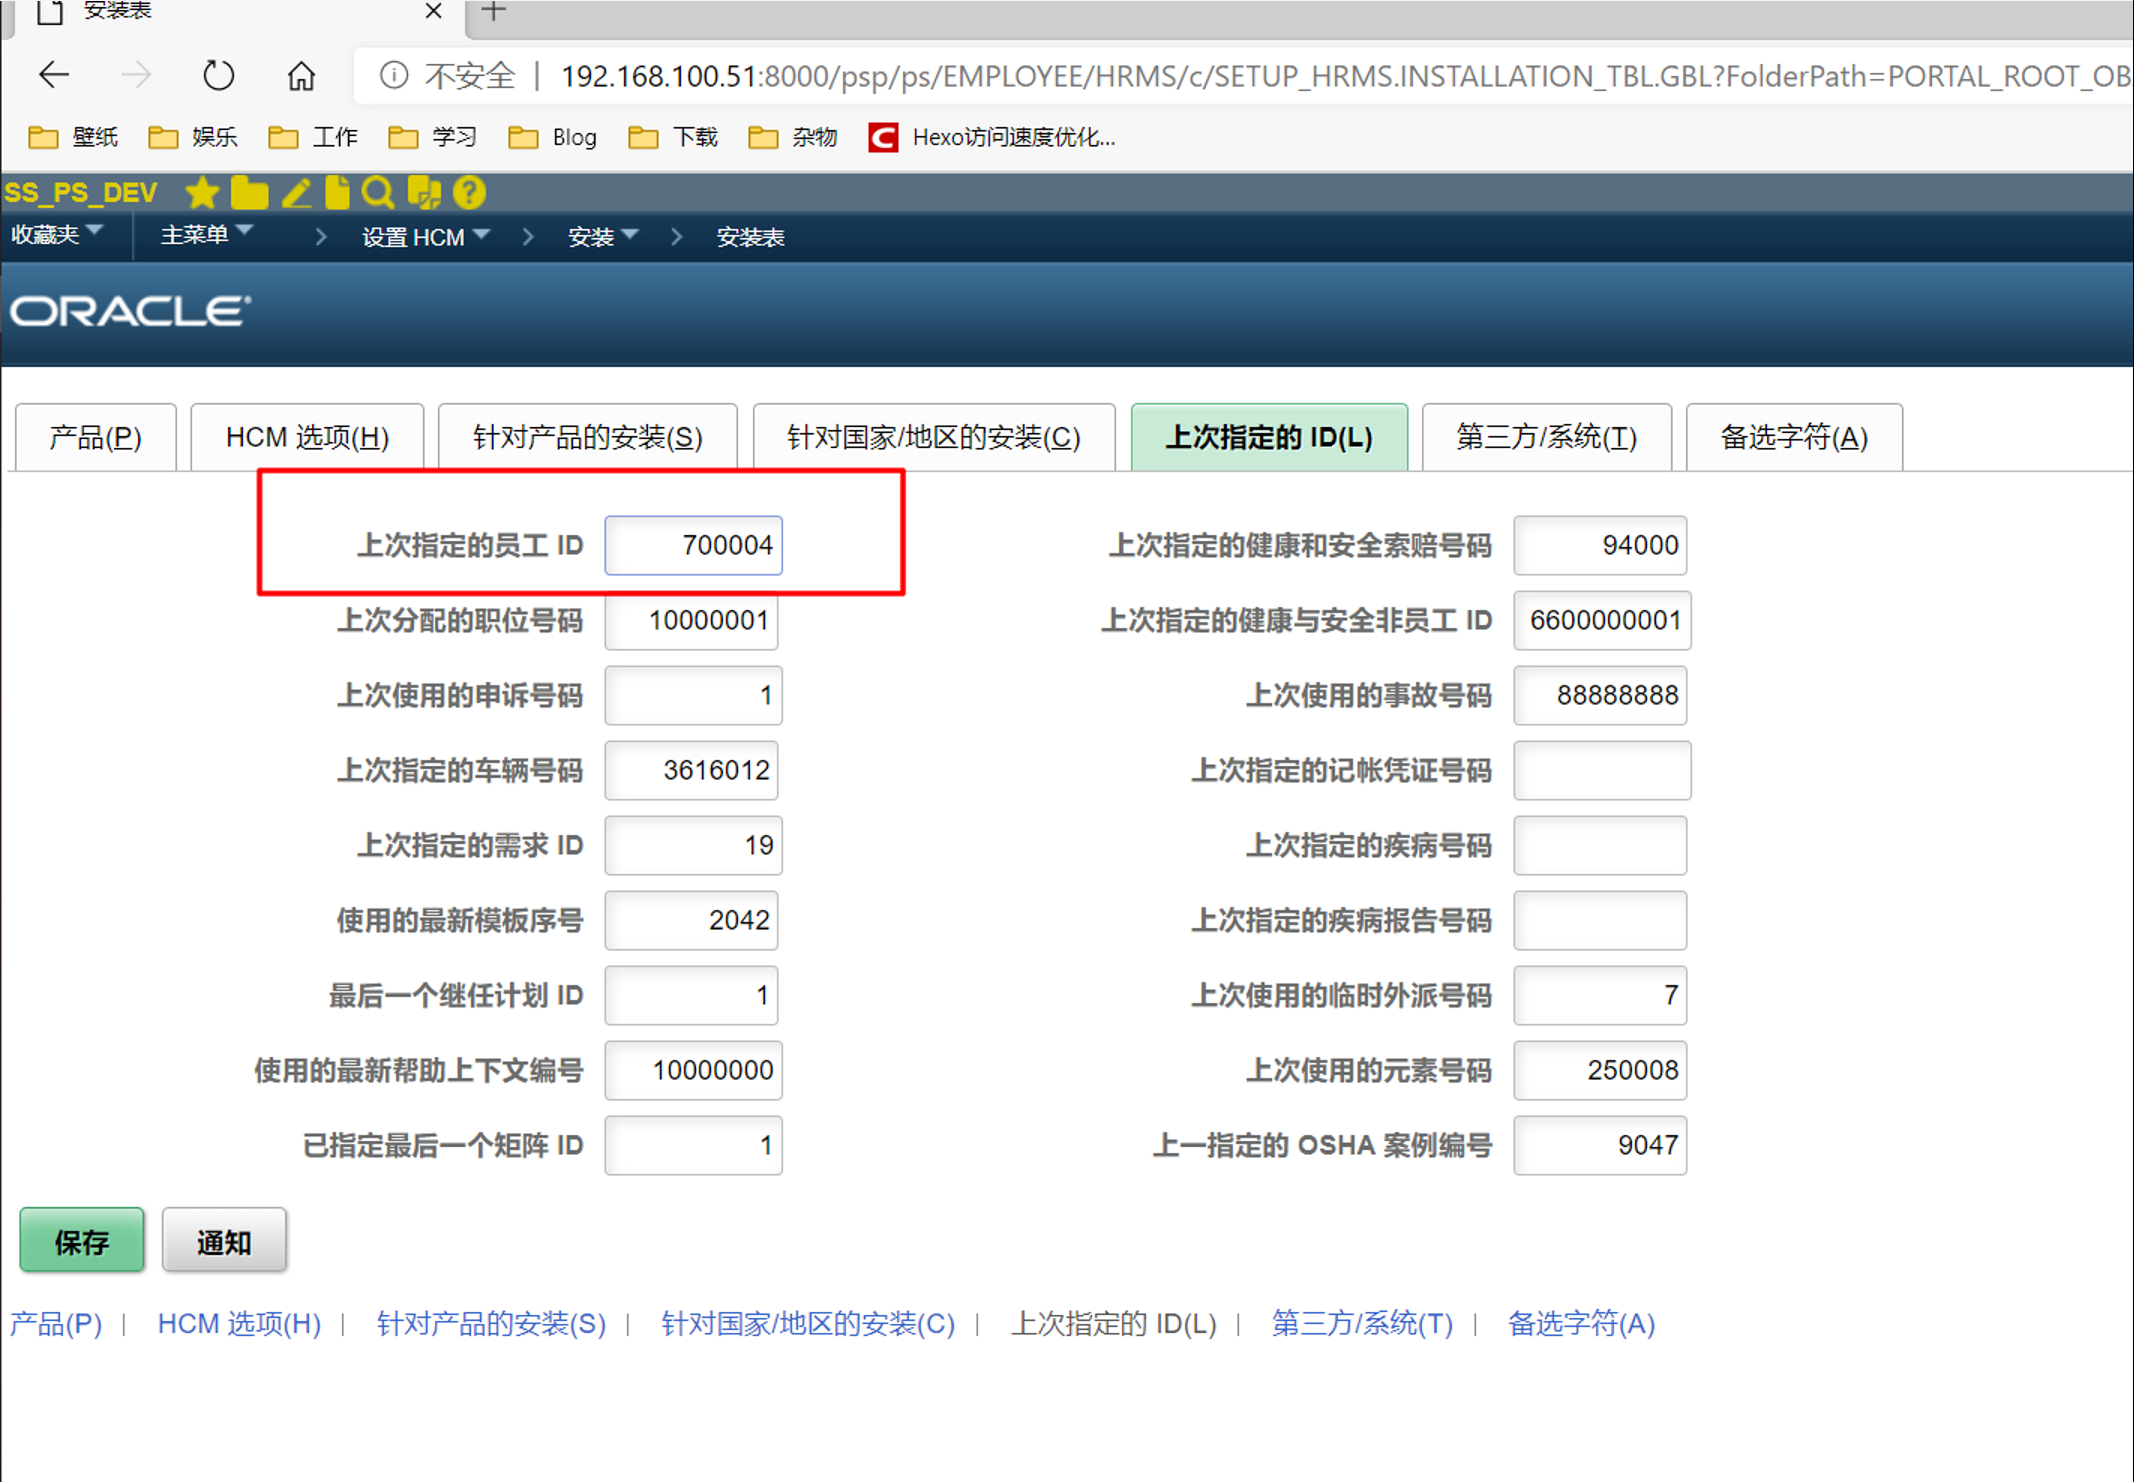 安装表
不安全 | 192.168.100.51:8000/psp/ps/EMPLOYEE/HRMS/c/SETUP_HRMS.INSTALLATION_TBL.GBL?FolderPath=PORTAL_ROOT_OB
壁纸 娱乐 工作 学习 Blog 下载 杂物 Hexo访问速度优化...
SS_PS_DEV
收藏夹 主菜单 > 设置 HCM > 安装 > 安装表
ORACLE
产品(P) HCM 选项(H) 针对产品的安装(S) 针对国家/地区的安装(C) 上次指定的 ID(L) 第三方/系统(T) 备选字符(A)
上次指定的员工 ID 700004 上次指定的健康和安全索赔号码 94000
上次分配的职位号码 10000001 上次指定的健康与安全非员工 ID 6600000001
上次使用的申诉号码 1 上次使用的事故号码 88888888
上次指定的车辆号码 3616012 上次指定的记帐凭证号码
上次指定的需求 ID 19 上次指定的疾病号码
使用的最新模板序号 2042 上次指定的疾病报告号码
最后一个继任计划 ID 1 上次使用的临时外派号码 7
使用的最新帮助上下文编号 10000000 上次使用的元素号码 250008
已指定最后一个矩阵 ID 1 上一指定的 OSHA 案例编号 9047
保存 通知
产品(P) | HCM 选项(H) | 针对产品的安装(S) | 针对国家/地区的安装(C) | 上次指定的 ID(L) | 第三方/系统(T) | 备选字符(A)